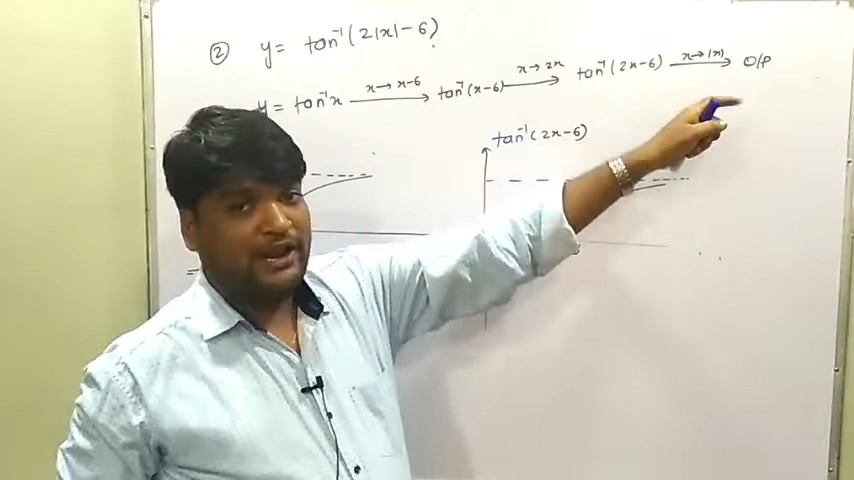 ② y = tan⁻¹(2|x|-6)
y = tan⁻¹x x→x-6 tan⁻¹(x-6) x→2x tan⁻¹(2x-6) x→|x| O/P
tan⁻¹(2x-6)